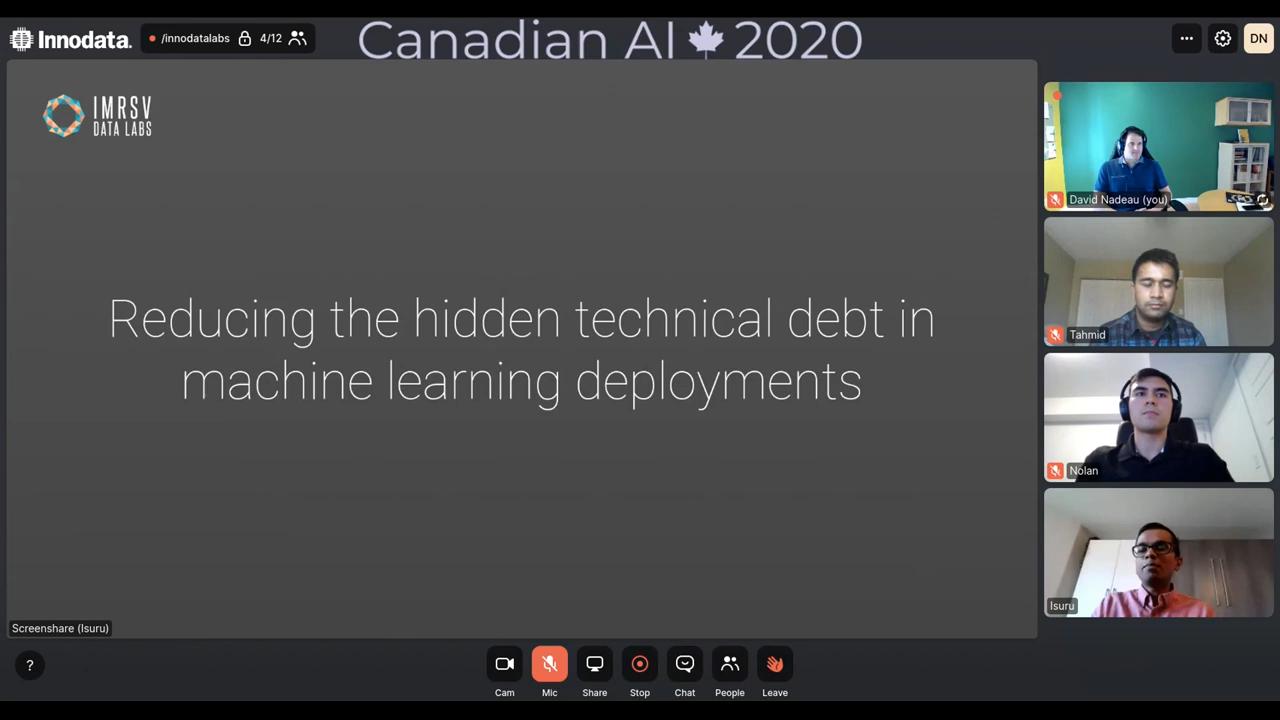 Canadian AI 2020
Innodata.
/innodatalabs
4/12
DN
IMRSV
DATA LABS
Reducing the hidden technical debt in
machine learning deployments
David Nadeau (you)
Tahmid
Nolan
Isuru
Screenshare (Isuru)
?
Cam
Mic
Share
Stop
Chat
People
Leave